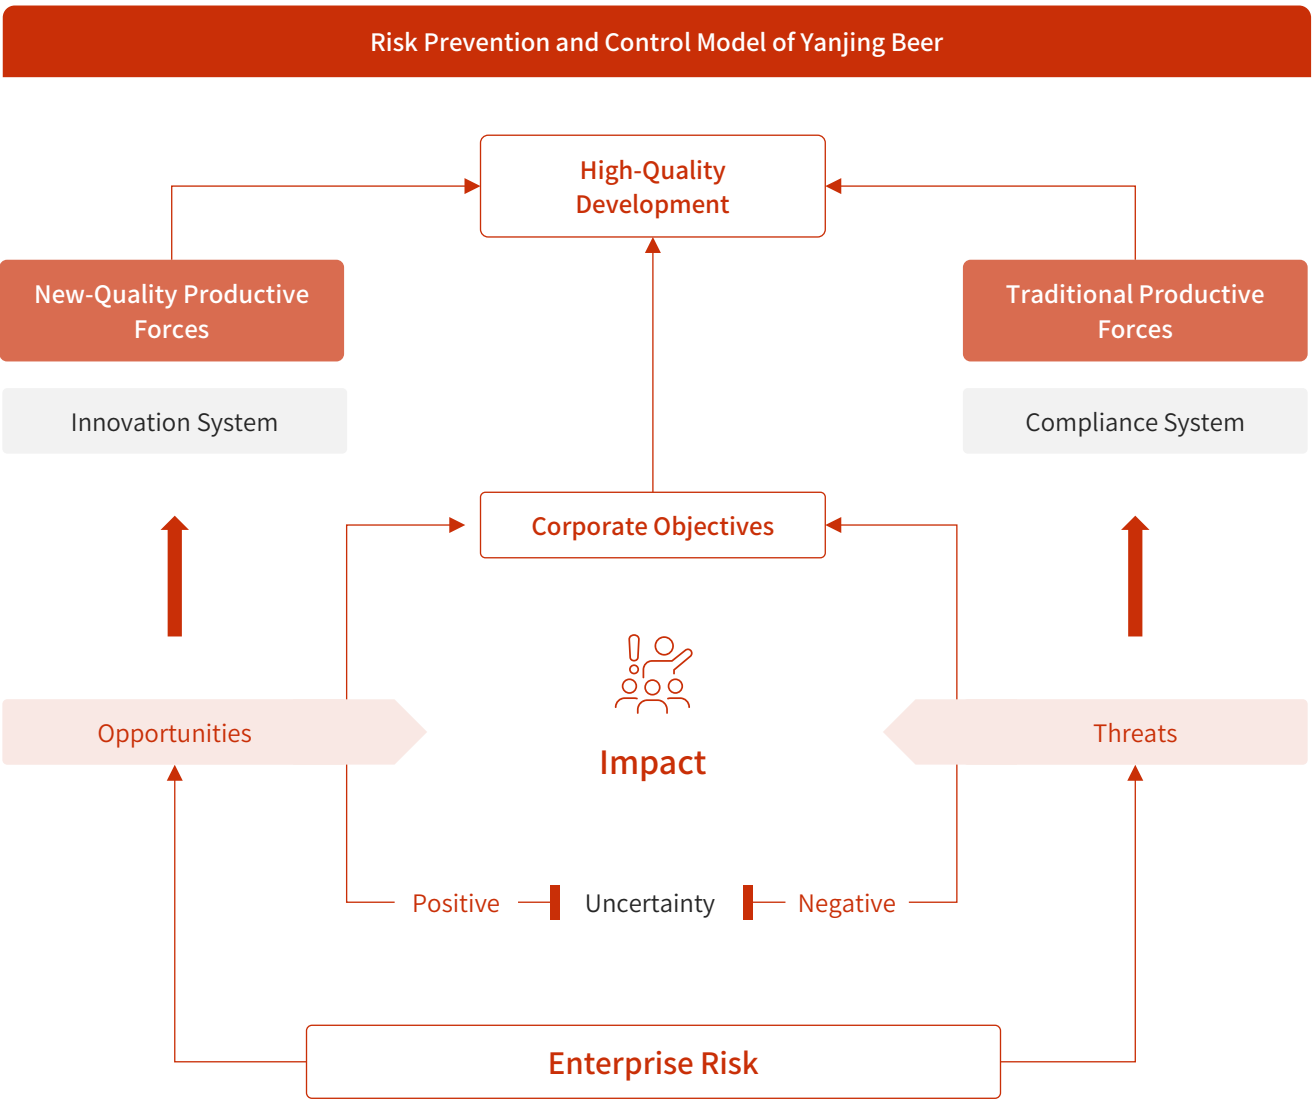 Risk Prevention and Control Model of Yanjing Beer
High-Quality
Development
New-Quality Productive
Forces
Traditional Productive
Forces
Innovation System
Compliance System
Corporate Objectives
Opportunities
Impact
Threats
Positive
Uncertainty
Negative
Enterprise Risk